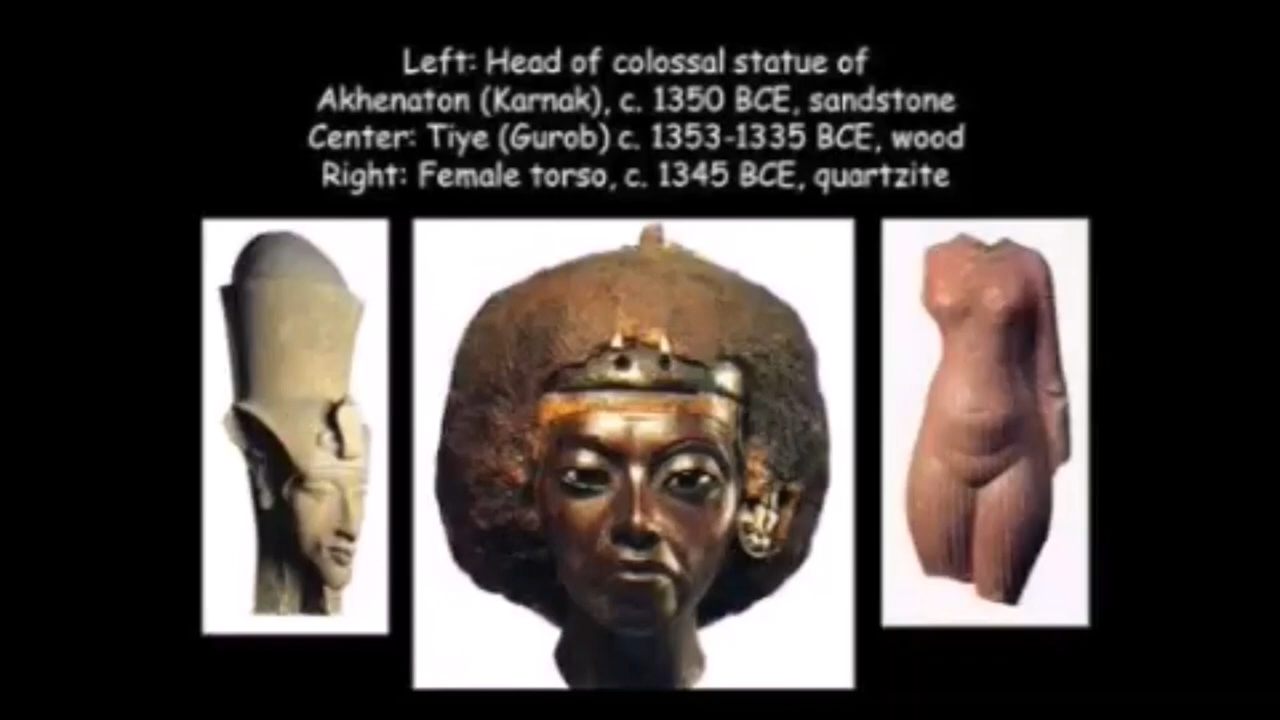 Left: Head of colossal statue of
Akhenaton (Karnak), c. 1350 BCE, sandstone
Center: Tiye (Gurob) c. 1353-1335 BCE, wood
Right: Female torso, c. 1345 BCE, quartzite